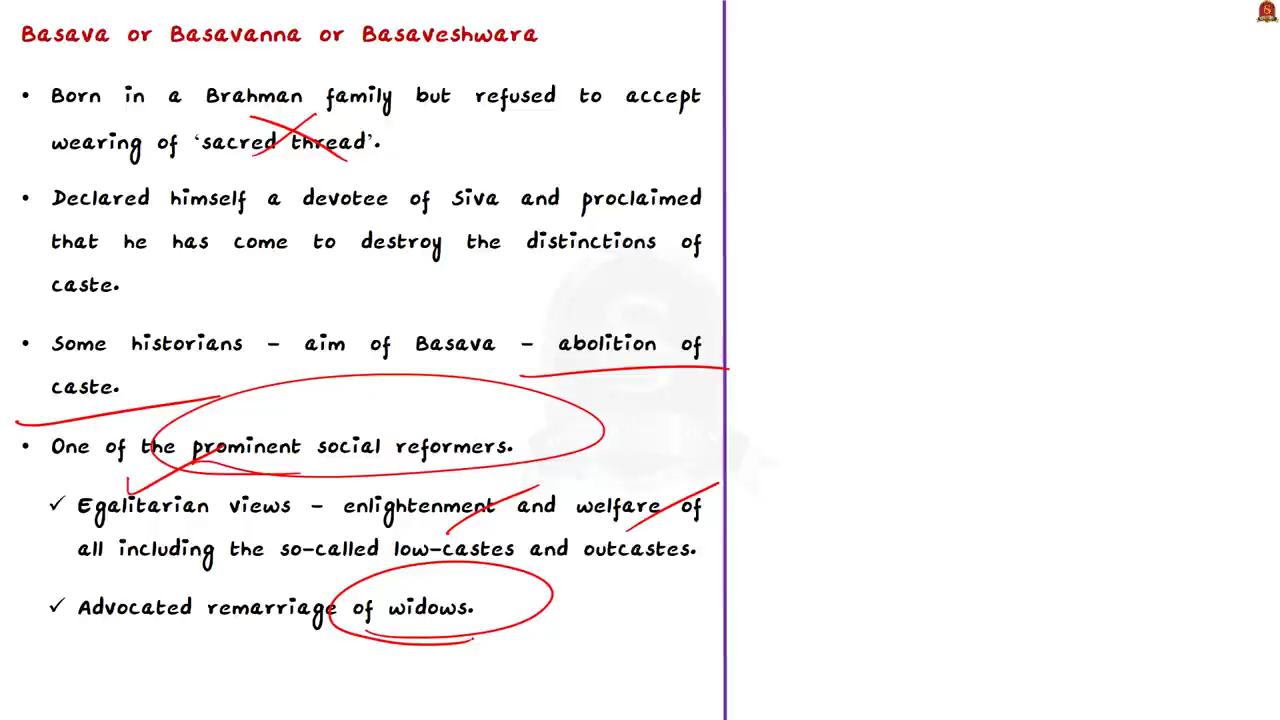 Basava or Basavanna or Basaveshwara
• Born in a Brahman family but refused to accept
wearing of ‘sacred thread’.
• Declared himself a devotee of Siva and proclaimed
that he has come to destroy the distinctions of
caste.
• Some historians – aim of Basava – abolition of
caste.
• One of the prominent social reformers.
✓ Egalitarian views – enlightenment and welfare of
all including the so-called low-castes and outcastes.
✓ Advocated remarriage of widows.